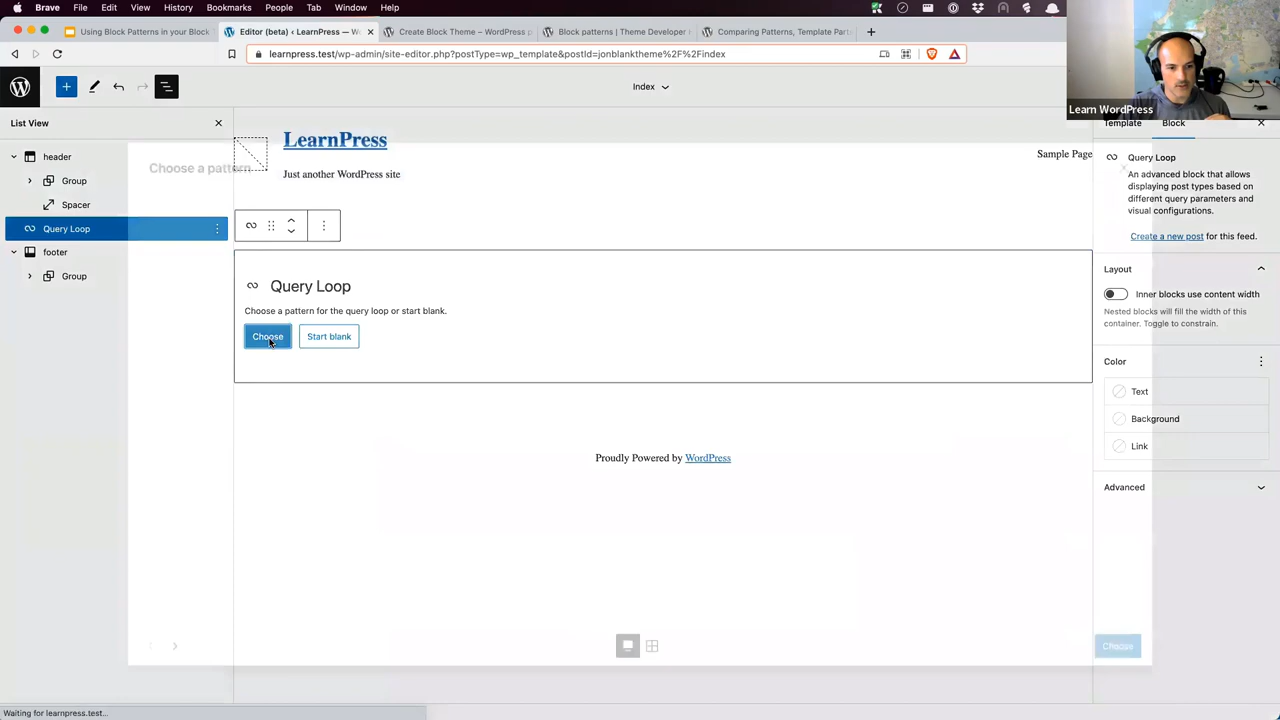 Brave File Edit View History Bookmarks People Tab Window Help
Using Block Patterns in your Block
Editor (beta) ‹ LearnPress — Wo
Create Block Theme – WordPress p
Block patterns | Theme Developer
Comparing Patterns, Template Part
learnpress.test/wp-admin/site-editor.php?postType=wp_template&postId=jonblanktheme%2F%2Findex
Index
Learn WordPress
List View
header
Group
Spacer
Query Loop
footer
Group
Choose a pattern
LearnPress
Just another WordPress site
Sample Page
Query Loop
Choose a pattern for the query loop or start blank.
Choose Start blank
Proudly Powered by WordPress
Template Block
Query Loop
An advanced block that allows
displaying post types based on
different query parameters and
visual configurations.
Create a new post for this feed.
Layout
Inner blocks use content width
Nested blocks will fill the width of this
container. Toggle to constrain.
Color
Text
Background
Link
Advanced
Choose
Waiting for learnpress.test...